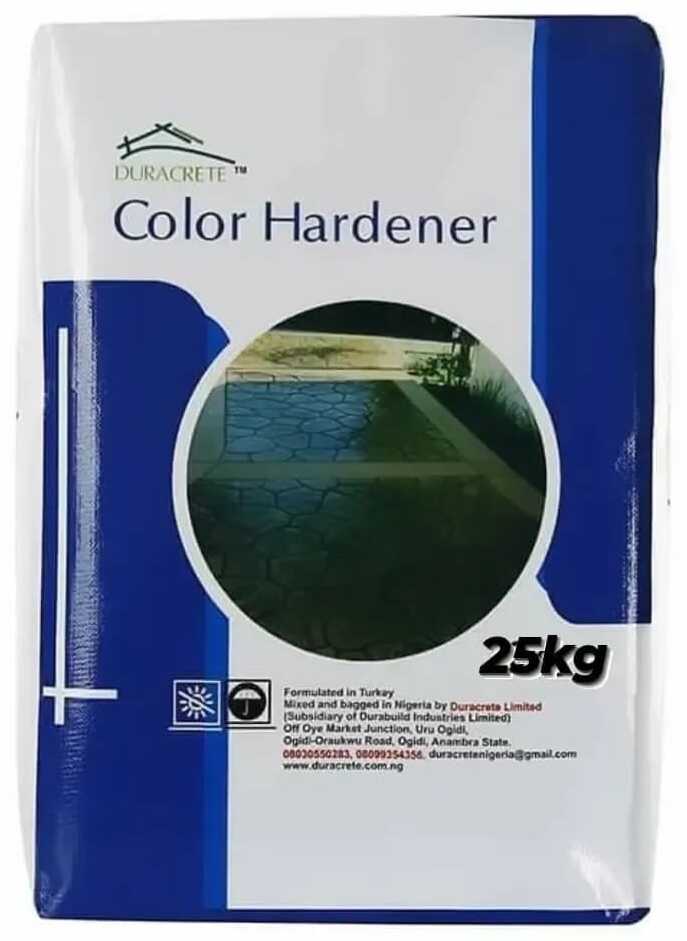 DURACRETE ™
Color Hardener
25kg
Formulated in Turkey
Mixed and bagged in Nigeria by Duracrete Limited
(Subsidiary of Durabuild Industries Limited)
Off Oye Market Junction, Uru Ogidi,
Ogidi-Oraukwu Road, Ogidi, Anambra State.
08030550283, 08099254356, duracretenigeria@gmail.com
www.duracrete.com.ng